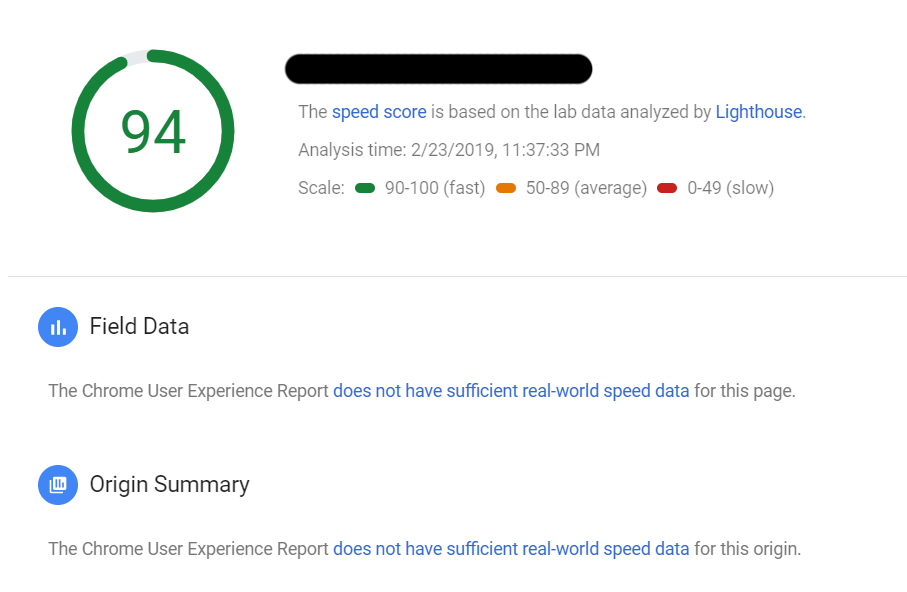 94
The speed score is based on the lab data analyzed by Lighthouse.
Analysis time: 2/23/2019, 11:37:33 PM
Scale: 90-100 (fast) 50-89 (average) 0-49 (slow)
Field Data
The Chrome User Experience Report does not have sufficient real-world speed data for this page.
Origin Summary
The Chrome User Experience Report does not have sufficient real-world speed data for this origin.